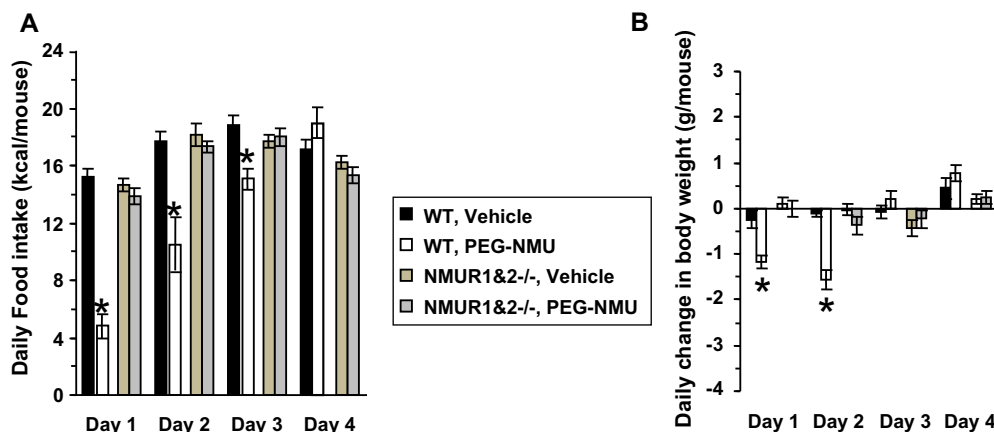 A
Daily Food intake (kcal/mouse)
24
20
16
12
8
4
0
*
*
*
Day 1 Day 2 Day 3 Day 4
WT, Vehicle
WT, PEG-NMU
NMUR1&2-/-, Vehicle
NMUR1&2-/-, PEG-NMU
B
Daily change in body weight (g/mouse)
3
2
1
0
-1
-2
-3
-4
*
*
Day 1 Day 2 Day 3 Day 4